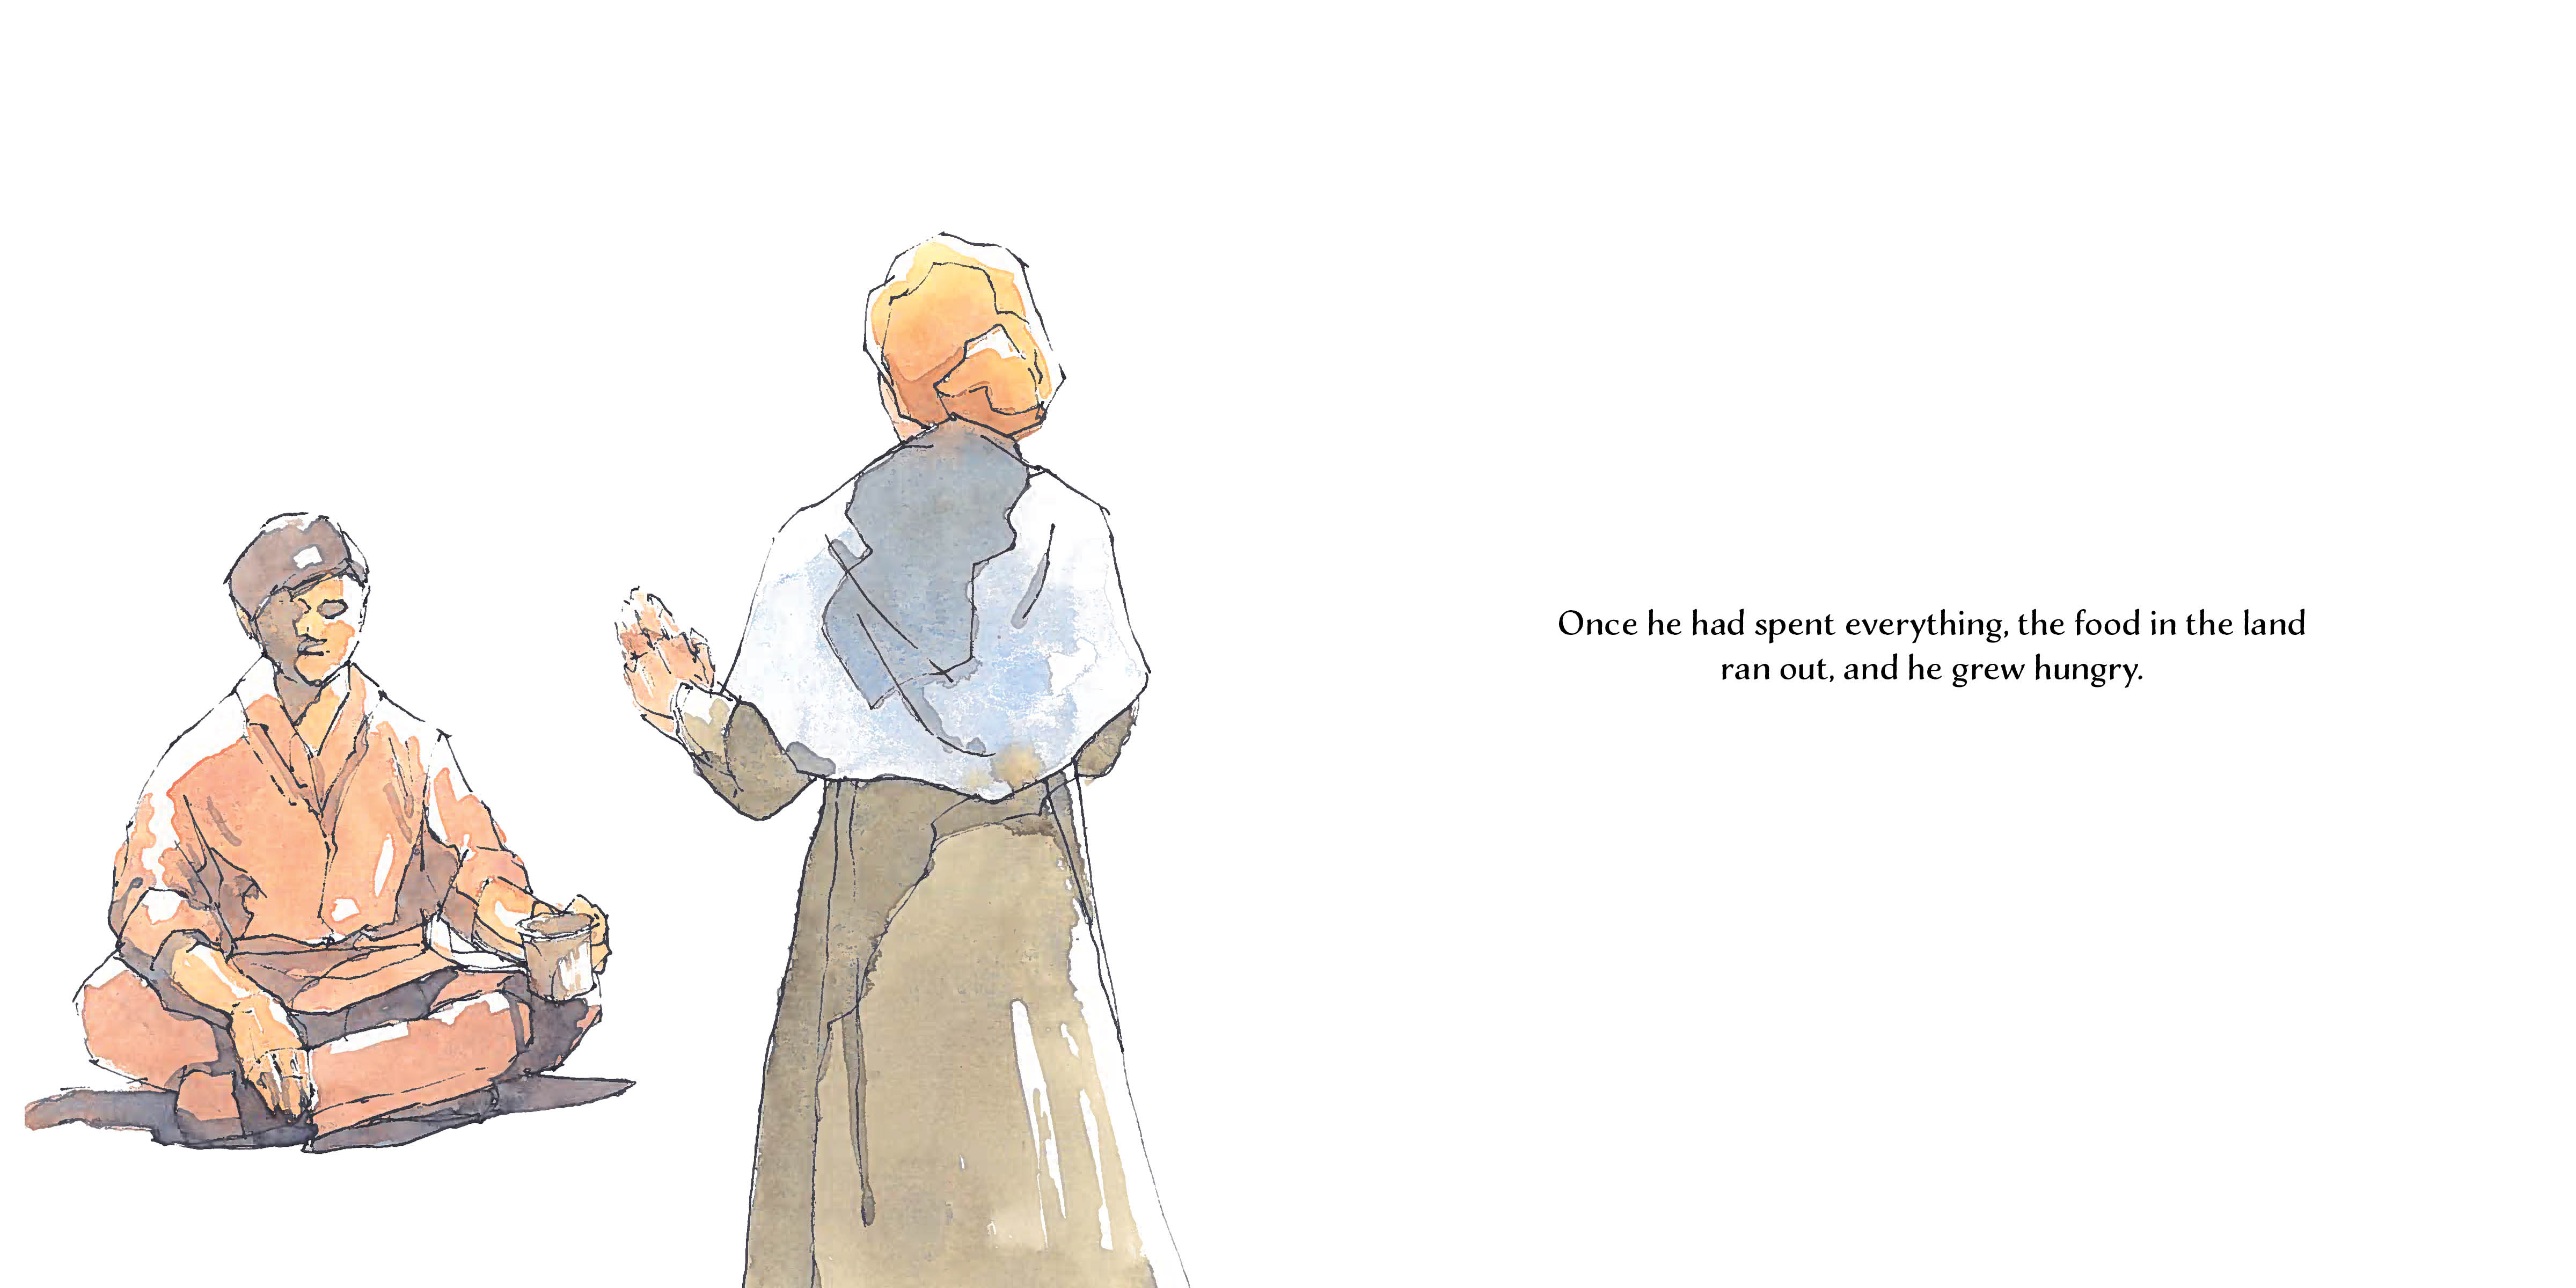 Once he had spent everything, the food in the land
ran out, and he grew hungry.